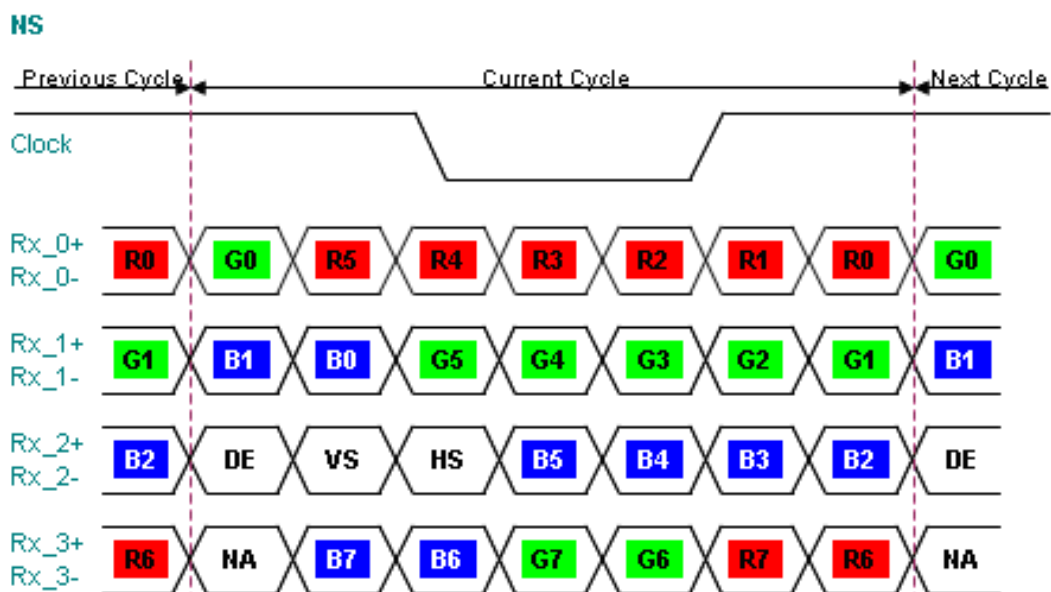 NS
Previous Cycle Current Cycle Next Cycle
Clock
Rx_0+
Rx_0-
R0 G0 R5 R4 R3 R2 R1 R0 G0
Rx_1+
Rx_1-
G1 B1 B0 G5 G4 G3 G2 G1 B1
Rx_2+
Rx_2-
B2 DE VS HS B5 B4 B3 B2 DE
Rx_3+
Rx_3-
R6 NA B7 B6 G7 G6 R7 R6 NA